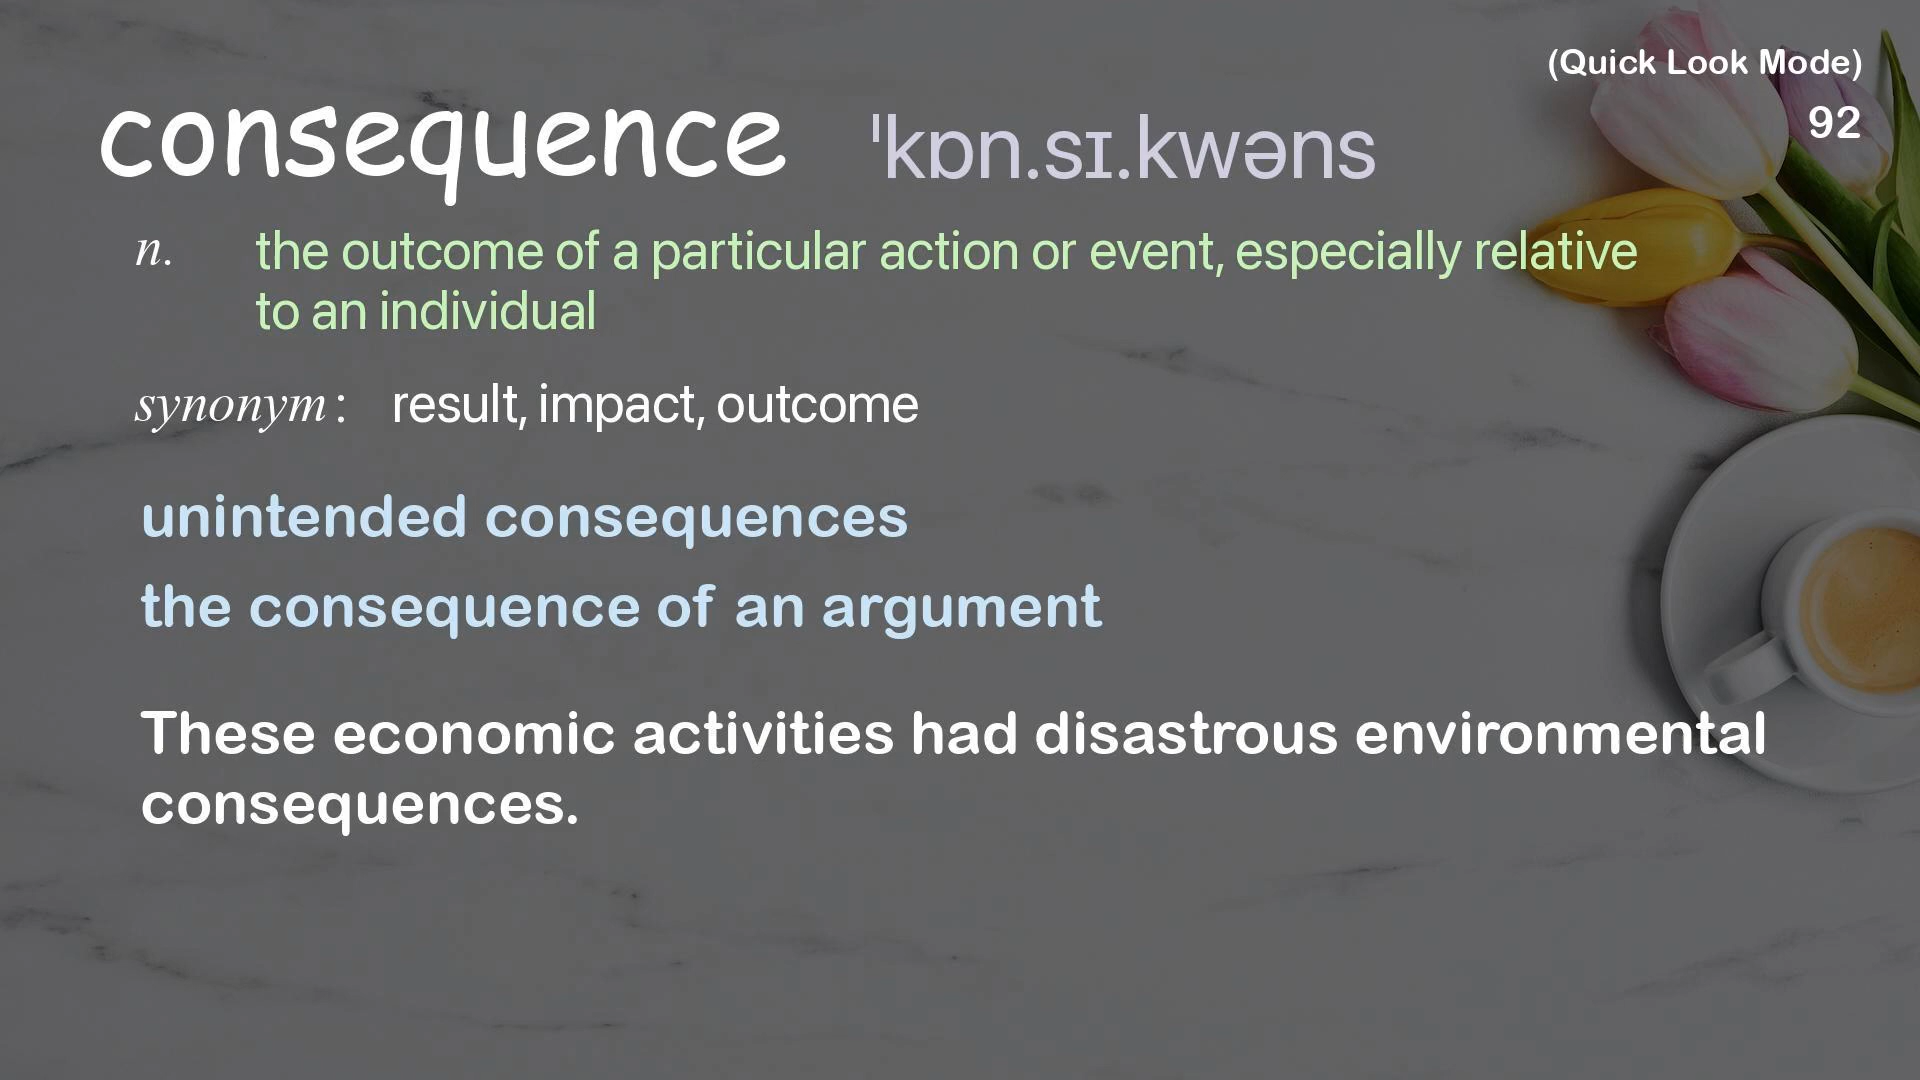 (Quick Look Mode)
92
consequence ˈkɒn.sɪ.kwəns
n. the outcome of a particular action or event, especially relative
to an individual
synonym: result, impact, outcome
unintended consequences
the consequence of an argument
These economic activities had disastrous environmental
consequences.